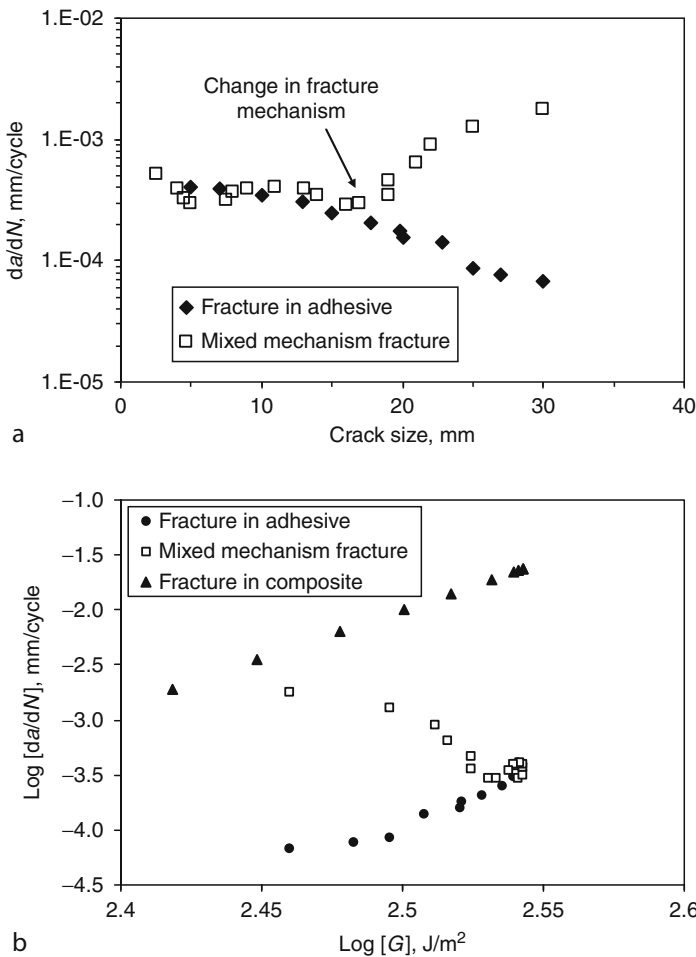 1.E-02
Change in fracture
mechanism
1.E-03
da/dN, mm/cycle
1.E-04
Fracture in adhesive
Mixed mechanism fracture
1.E-05
0 10 20 30 40
a
Crack size, mm
−1.0
Fracture in adhesive
−1.5
Mixed mechanism fracture
Fracture in composite
−2.0
−2.5
Log [da/dN], mm/cycle
−3.0
−3.5
−4.0
−4.5
2.4 2.45 2.5 2.55 2.6
b
Log [G], J/m²